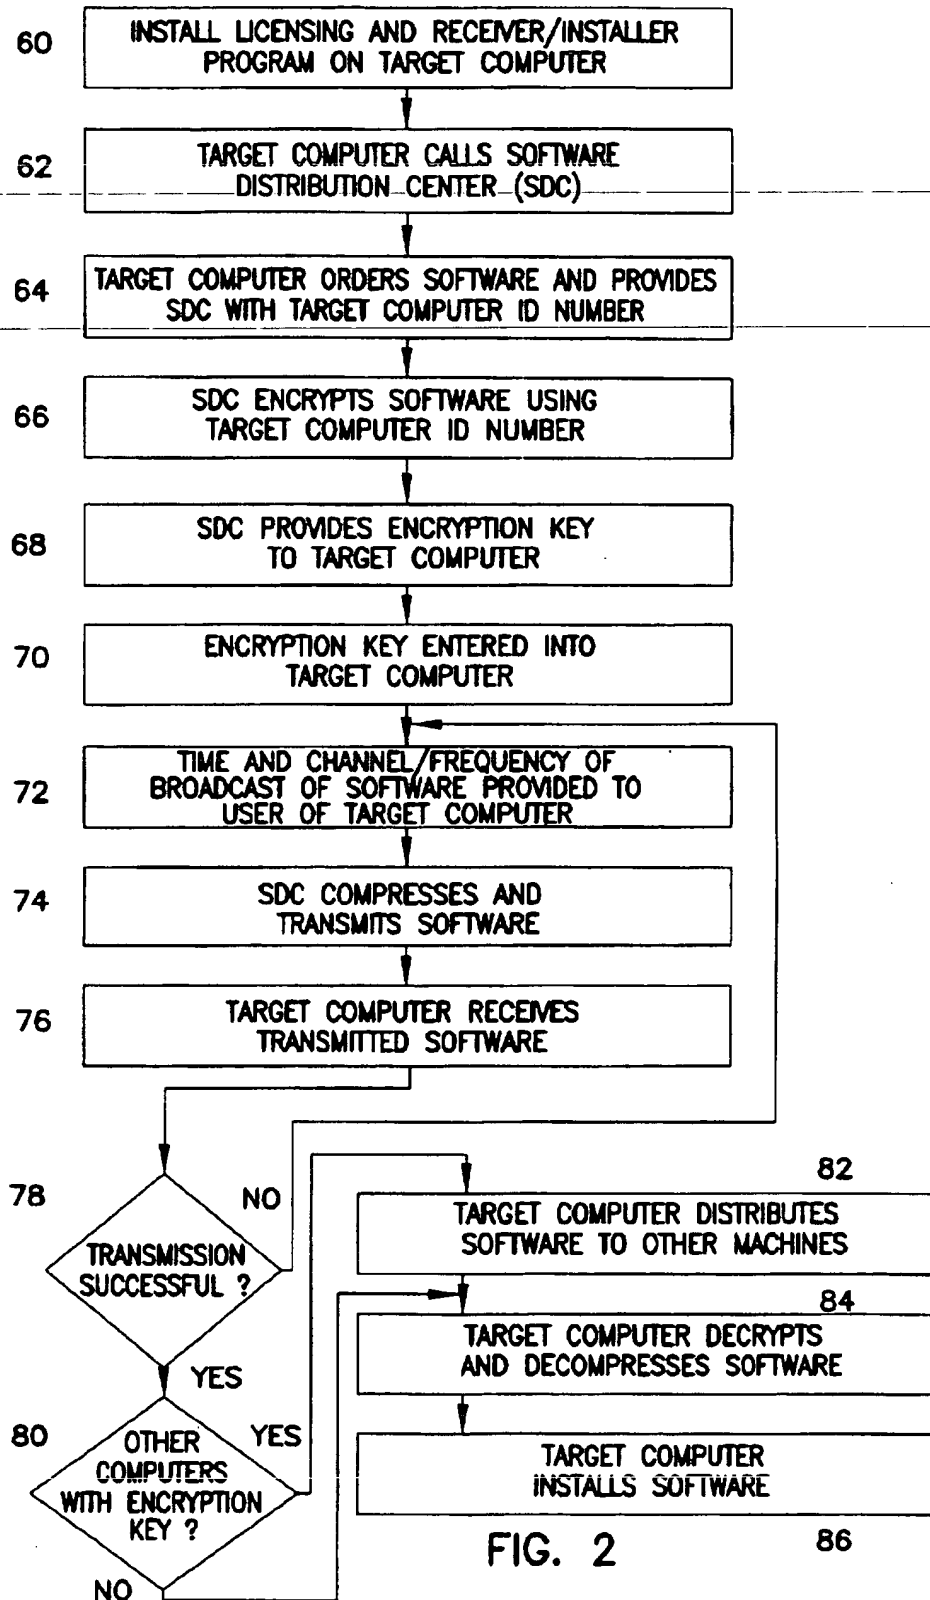 60
INSTALL LICENSING AND RECEIVER/INSTALLER
PROGRAM ON TARGET COMPUTER
62
TARGET COMPUTER CALLS SOFTWARE
DISTRIBUTION CENTER (SDC)
64
TARGET COMPUTER ORDERS SOFTWARE AND PROVIDES
SDC WITH TARGET COMPUTER ID NUMBER
66
SDC ENCRYPTS SOFTWARE USING
TARGET COMPUTER ID NUMBER
68
SDC PROVIDES ENCRYPTION KEY
TO TARGET COMPUTER
70
ENCRYPTION KEY ENTERED INTO
TARGET COMPUTER
72
TIME AND CHANNEL/FREQUENCY OF
BROADCAST OF SOFTWARE PROVIDED TO
USER OF TARGET COMPUTER
74
SDC COMPRESSES AND
TRANSMITS SOFTWARE
76
TARGET COMPUTER RECEIVES
TRANSMITTED SOFTWARE
78
TRANSMISSION
SUCCESSFUL ?
NO
YES
80
OTHER
COMPUTERS
WITH ENCRYPTION
KEY ?
YES
NO
82
TARGET COMPUTER DISTRIBUTES
SOFTWARE TO OTHER MACHINES
84
TARGET COMPUTER DECRYPTS
AND DECOMPRESSES SOFTWARE
TARGET COMPUTER
INSTALLS SOFTWARE
86
FIG. 2